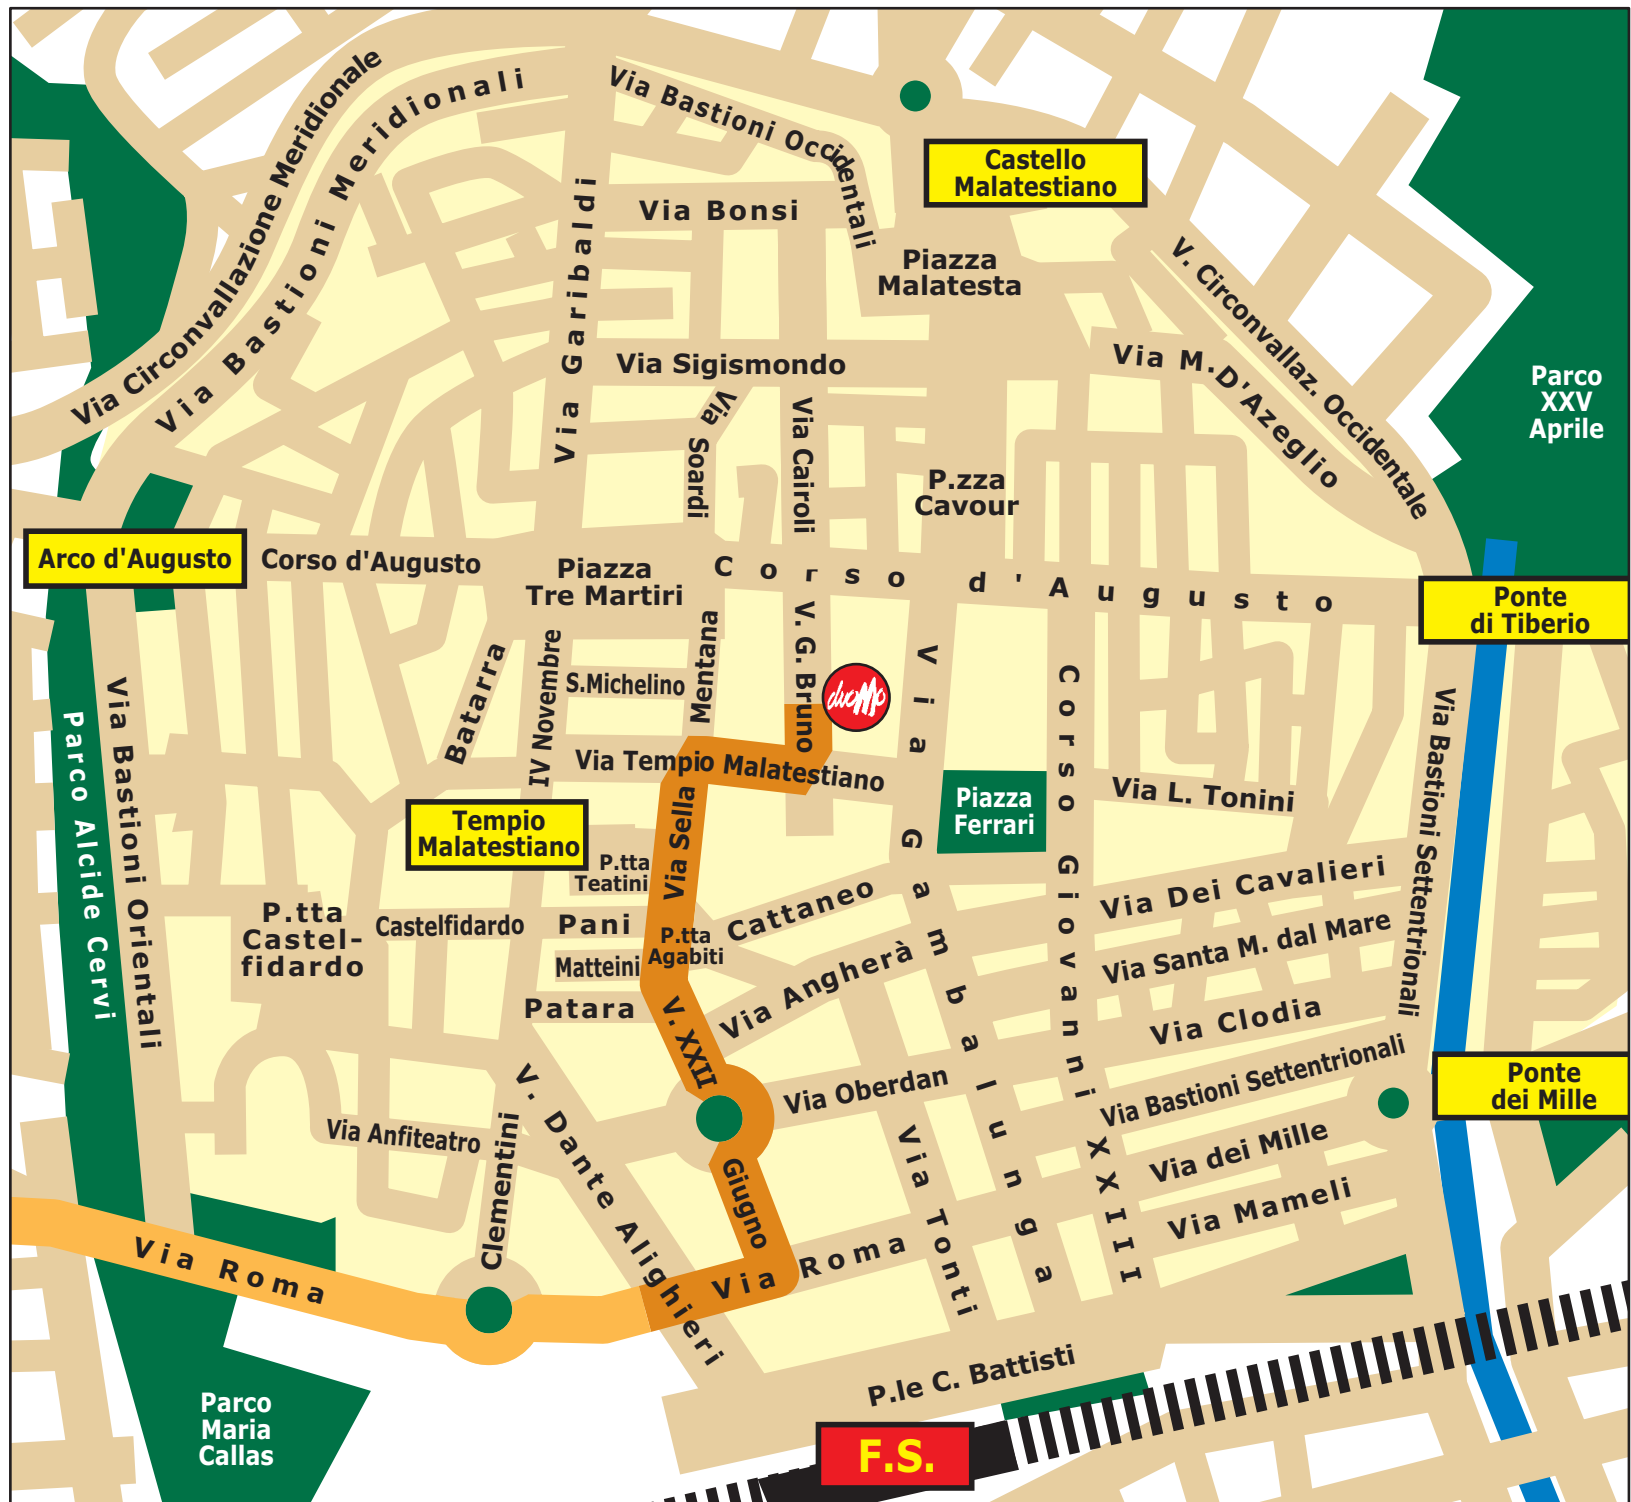 Via Circonvallazione Meridionale
Via Bastioni Meridionali
Via Bastioni Occidentali
Castello
Malatestiano
Via Garibaldi
Via Bonsi
Piazza
Malatesta
V. Circonvallaz. Occidentale
Via Sigismondo
Via M. D'Azeglio
Parco
XXV
Aprile
Via Soardi
Via Cairoli
P.zza
Cavour
Arco d'Augusto
Corso d'Augusto
Piazza
Tre Martiri
Corso d'Augusto
Ponte
di Tiberio
Batarra
IV Novembre
S.Michelino
Mentana
V. G. Bruno
duoMo
Via Gambalunga
Corso Giovanni XXIII
Via Bastioni Settentrionali
Parco Alcide Cervi
Via Bastioni Orientali
Via Tempio Malatestiano
Piazza
Ferrari
Via L. Tonini
Tempio
Malatestiano
P.tta
Teatini
Via Sella
Via Dei Cavalieri
P.tta
Castel-
fidardo
Castelfidardo
Pani
P.tta
Agabiti
Cattaneo
Via Santa M. dal Mare
Matteini
Via Angherà
Patara
V. XXII
Giugno
Via Clodia
Via Oberdan
Via Bastioni Settentrionali
Ponte
dei Mille
V. Dante Alighieri
Via Anfiteatro
Clementini
Via Tonti
Via dei Mille
Via Mameli
Via Roma
Via Roma
P.le C. Battisti
Parco
Maria
Callas
F.S.